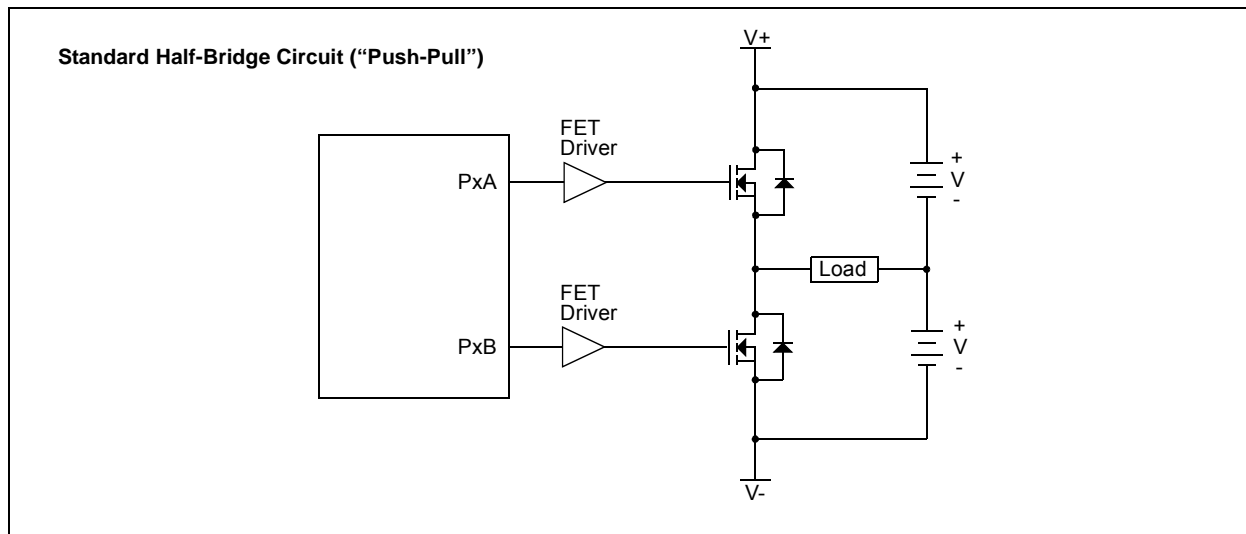 Standard Half-Bridge Circuit (“Push-Pull”)
V+
FET
Driver
PxA
+
V
-
Load
FET
Driver
PxB
+
V
-
V-